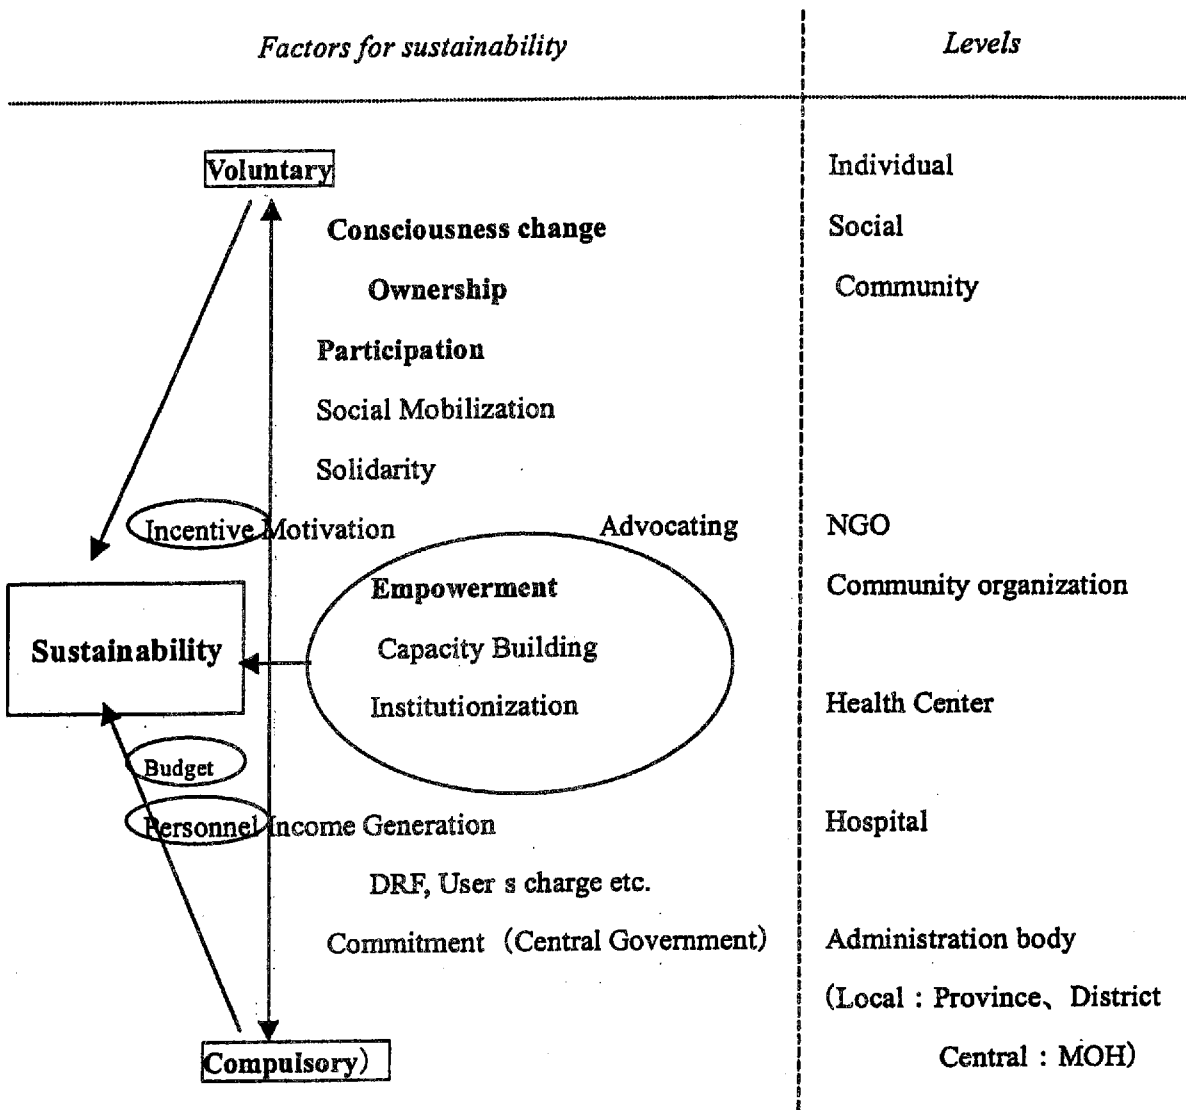 Factors for sustainability Levels
Voluntary Individual
Consciousness change Social
Ownership Community
Participation
Social Mobilization
Solidarity
Incentive Motivation Advocating NGO
Empowerment Community organization
Sustainability Capacity Building
Institutionization Health Center
Budget
Personnel Income Generation Hospital
DRF, User s charge etc.
Commitment（Central Government） Administration body
（Local：Province、District
Compulsory） Central：MOH）